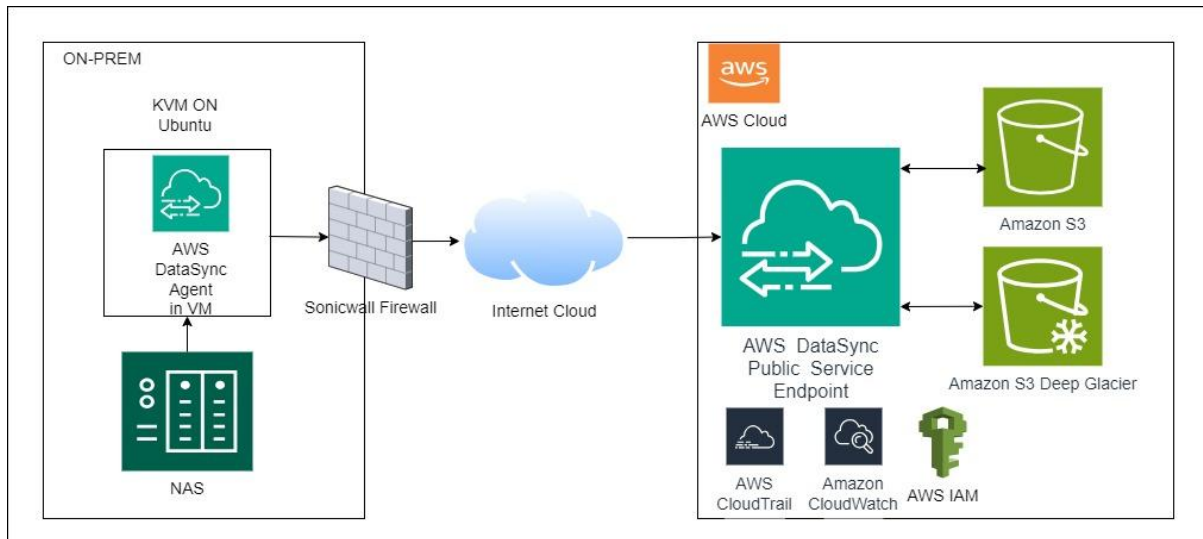 ON-PREM
KVM ON
Ubuntu
AWS
DataSync
Agent
in VM
NAS
Sonicwall Firewall
Internet Cloud
aws
AWS Cloud
AWS DataSync
Public Service
Endpoint
Amazon S3
Amazon S3 Deep Glacier
AWS
CloudTrail
Amazon
CloudWatch
AWS IAM